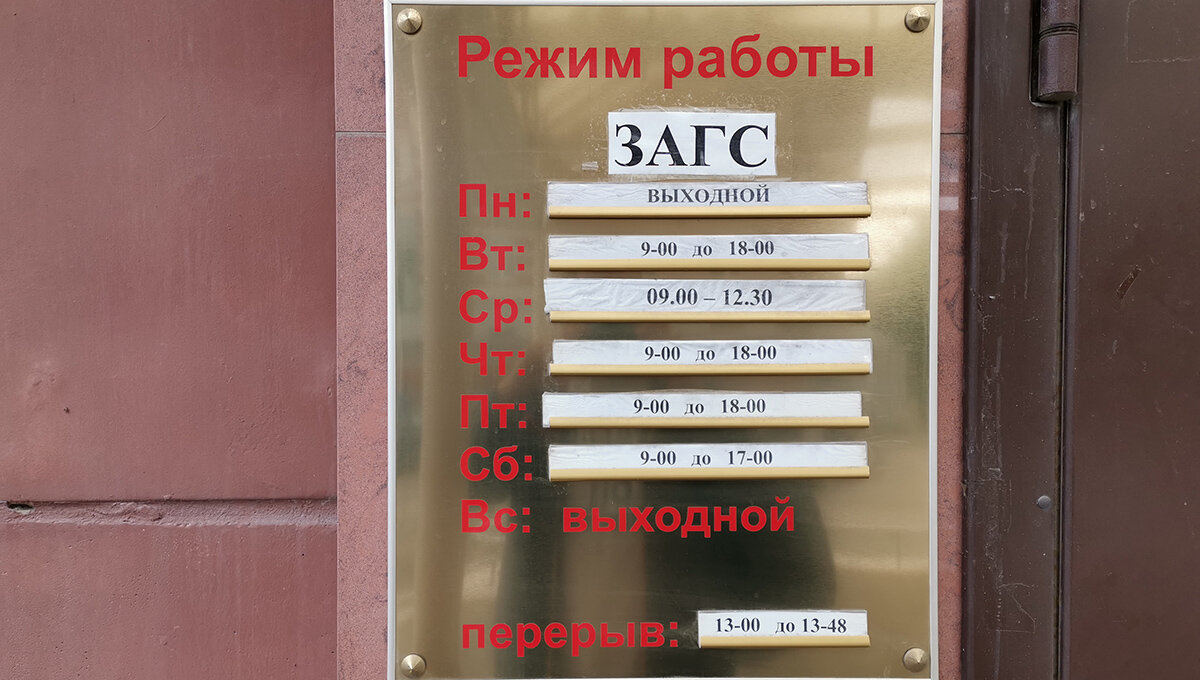 Режим работы
ЗАГС
Пн: ВЫХОДНОЙ
Вт: 9-00 до 18-00
Ср: 09.00 – 12.30
Чт: 9-00 до 18-00
Пт: 9-00 до 18-00
Сб: 9-00 до 17-00
Вс: выходной
перерыв: 13-00 до 13-48